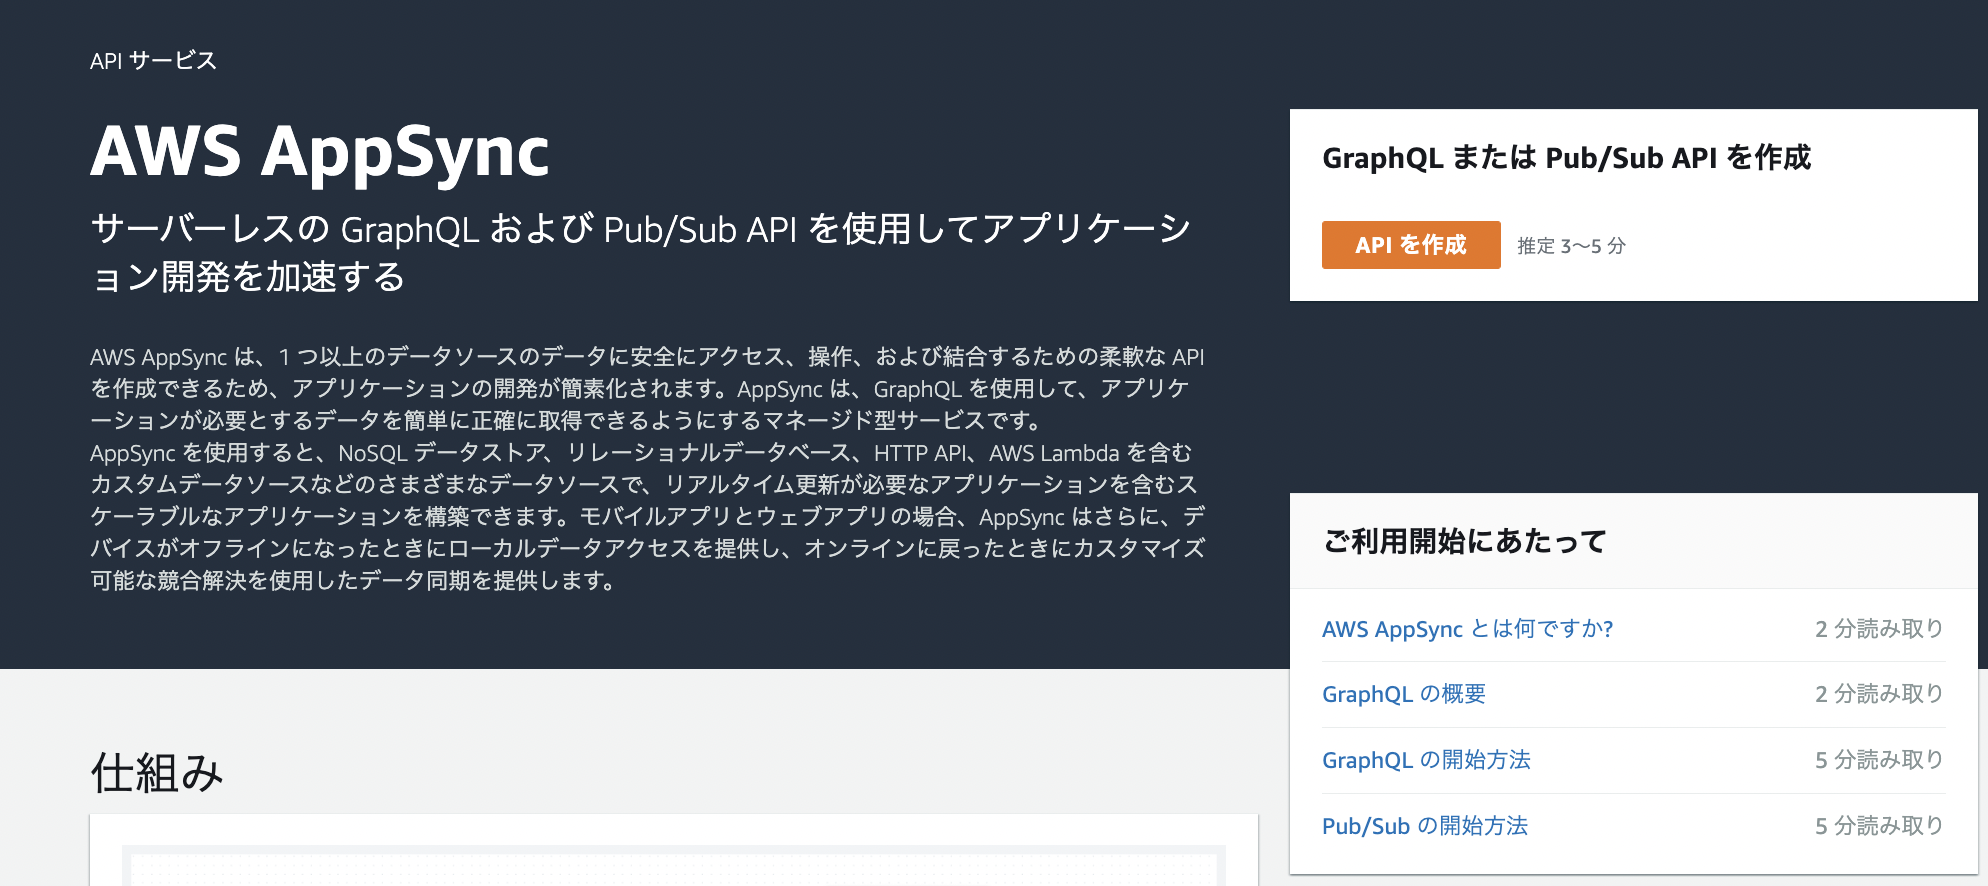 API サービス
AWS AppSync
サーバーレスの GraphQL および Pub/Sub API を使用してアプリケーシ
ョン開発を加速する
AWS AppSync は、1 つ以上のデータソースのデータに安全にアクセス、操作、および結合するための柔軟な API
を作成できるため、アプリケーションの開発が簡素化されます。AppSync は、GraphQL を使用して、アプリケ
ーションが必要とするデータを簡単に正確に取得できるようにするマネージド型サービスです。
AppSync を使用すると、NoSQL データストア、リレーショナルデータベース、HTTP API、AWS Lambda を含む
カスタムデータソースなどのさまざまなデータソースで、リアルタイム更新が必要なアプリケーションを含むス
ケーラブルなアプリケーションを構築できます。モバイルアプリとウェブアプリの場合、AppSync はさらに、デ
バイスがオフラインになったときにローカルデータアクセスを提供し、オンラインに戻ったときにカスタマイズ
可能な競合解決を使用したデータ同期を提供します。
GraphQL または Pub/Sub API を作成
API を作成 推定 3～5 分
ご利用開始にあたって
AWS AppSync とは何ですか? 2 分読み取り
GraphQL の概要 2 分読み取り
GraphQL の開始方法 5 分読み取り
Pub/Sub の開始方法 5 分読み取り
仕組み